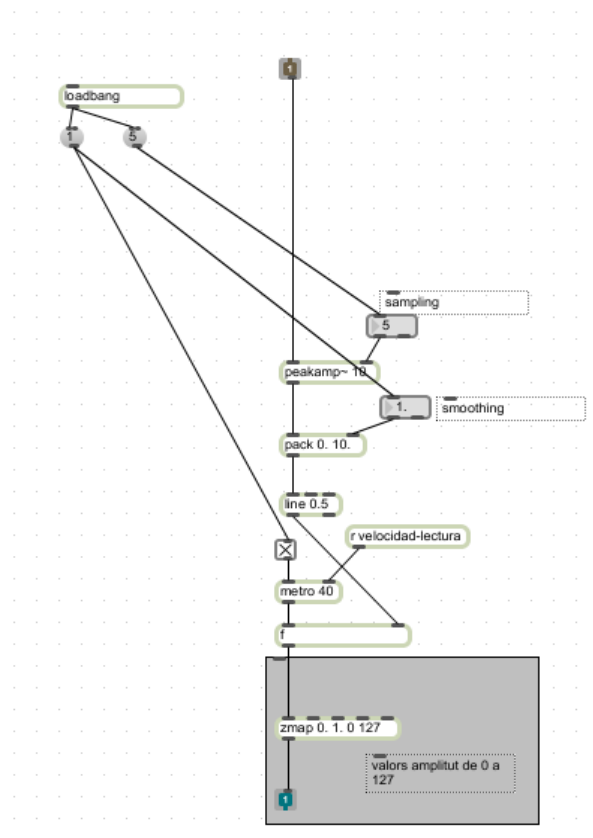 1
loadbang
1 5
sampling
5
peakamp~ 10
1. smoothing
pack 0. 10.
line 0.5
r velocidad-lectura
metro 40
f
zmap 0. 1. 0 127
valors amplitut de 0 a
127
1